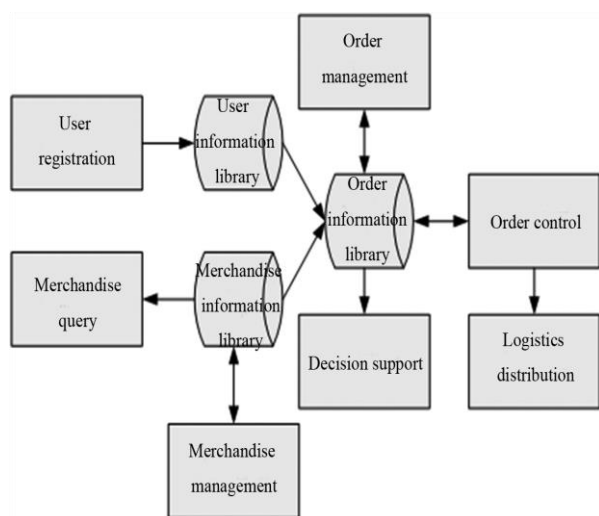 Order
management
User
registration
User
information
library
Order
information
library
Order control
Merchandise
query
Merchandise
information
library
Decision support
Logistics
distribution
Merchandise
management